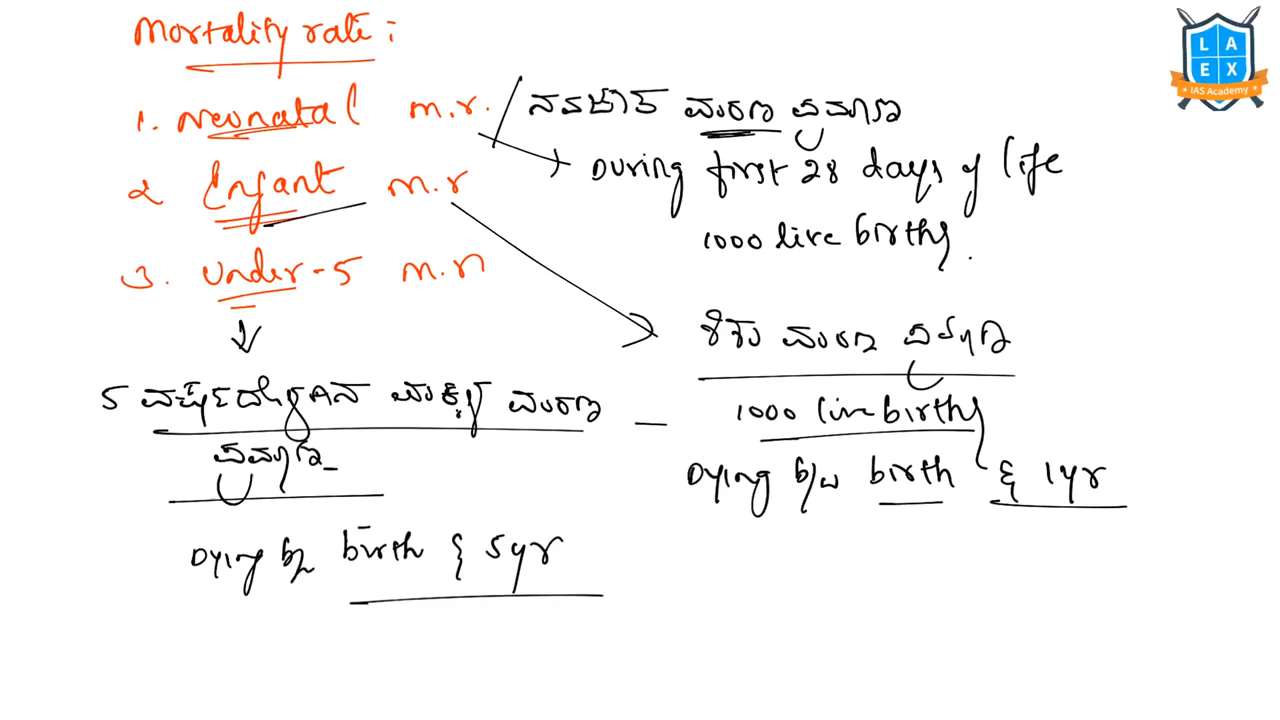 Mortality rate :
1. Neonatal m.r. / ನವಜಾತ ಮರಣ ಪ್ರಮಾಣ
→ During first 28 days of life
1000 live births.
2 Enfant m.r
ಶಿಶು ಮರಣ ಪ್ರಮಾಣ
1000 live births
Dying b/w birth & 1yr
3. Under-5 m.r
5 ವರ್ಷದೊಳಗಿನ ಮಕ್ಕಳ ಮರಣ
ಪ್ರಮಾಣ
Dying b/w birth & 5yr
L A
E X
IAS Academy